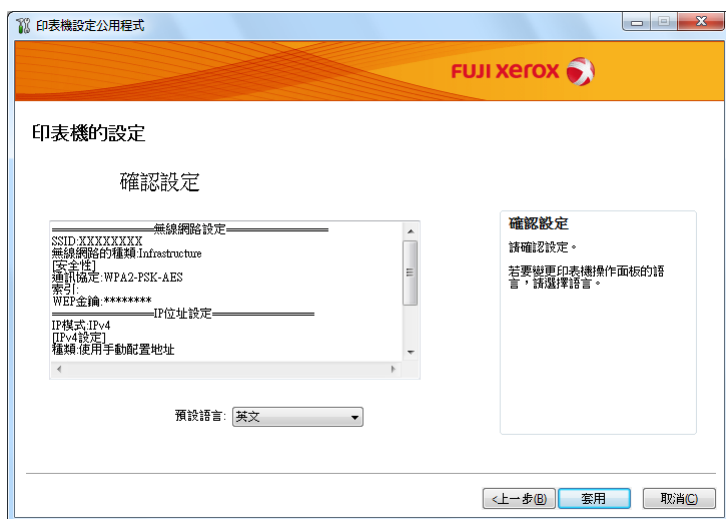 印表機設定公用程式
FUJI xerox
印表機的設定
確認設定
無線網路設定
SSID:XXXXXXXX
無線網路的種類:Infrastructure
[安全性]
通訊協定:WPA2-PSK-AES
索引:
WEP金鑰:********
IP位址設定
IP模式:IPv4
[IPv4設定]
種類:使用手動配置地址
預設語言: 英文
確認設定
請確認設定。
若要變更印表機操作面板的語
言，請選擇語言。
<上一步(B)
套用
取消(C)